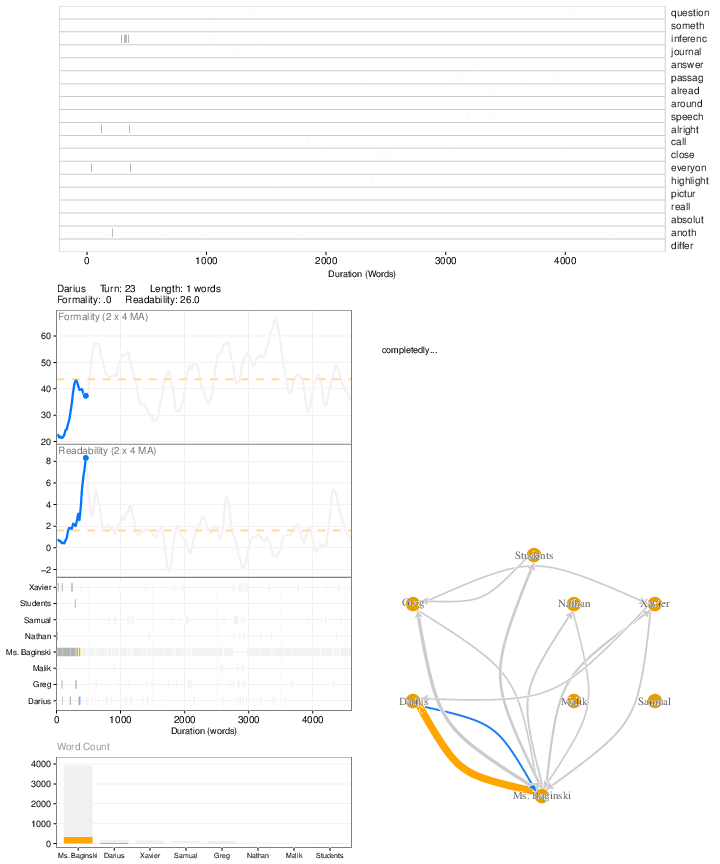 question
someth
inferenc
journal
answer
passag
alread
around
speech
alright
call
close
everyon
highlight
pictur
reall
absolut
anoth
differ
0 1000 2000 3000 4000
Duration (Words)
Darius Turn: 23 Length: 1 words
Formality: .0 Readability: 26.0
Formality (2 x 4 MA)
60
50
40
30
20
completedly...
Readability (2 x 4 MA)
8
6
4
2
0
−2
Xavier
Students
Samual
Nathan
Ms. Baginski
Malik
Greg
Darius
0 1000 2000 3000 4000
Duration (words)
Students
Greg Nathan Xavier
Darius Malik Samual
Ms. Baginski
Word Count
4000
3000
2000
1000
0
Ms. Baginski Darius Xavier Samual Greg Nathan Malik Students